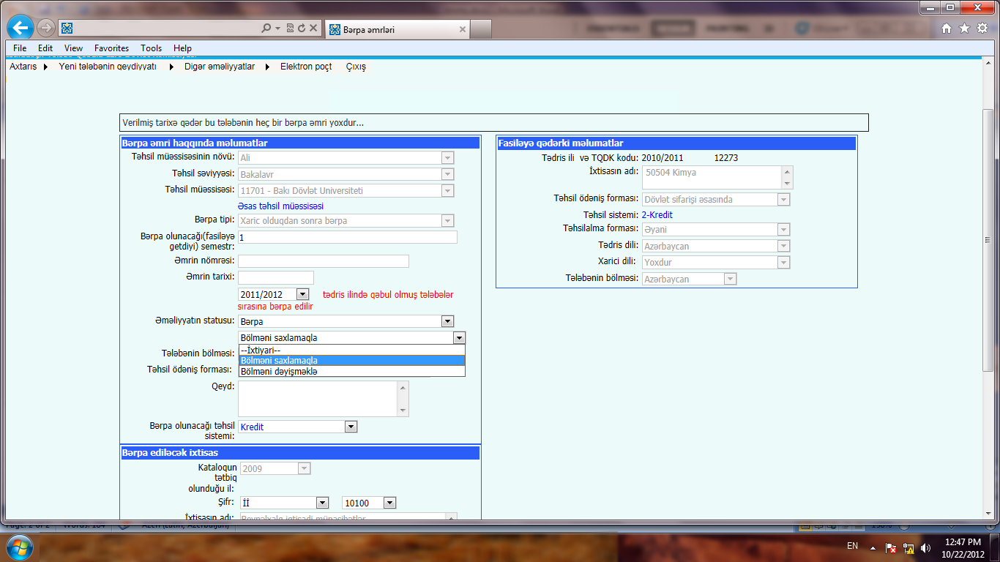 Bərpa əmrləri
File Edit View Favorites Tools Help
Axtarıs Yeni tələbənin qeydiyyatı Digər əməliyyatlar Elektron poçt Çıxış
Verilmiş tarixə qədər bu tələbənin heç bir bərpa əmri yoxdur...
Bərpa əmri haqqında məlumatlar
Təhsil müəssisəsinin növü: Ali
Təhsil səviyyəsi: Bakalavr
Təhsil müəssisəsi: 11701 - Bakı Dövlət Universiteti
Əsas təhsil müəssisəsi
Bərpa tipi: Xaric olduqdan sonra bərpa
Bərpa olunacağı(fasiləyə
getdiyi) semestr: 1
Əmrin nömrəsi:
Əmrin tarixi:
2011/2012 tədris ilində qəbul olmuş tələbələr
sırasına bərpa edilir
Əməliyyatın statusu: Bərpa
Bölməni saxlamaqla
--İxtiyari--
Tələbənin bölməsi: Bölməni saxlamaqla
Təhsil ödəniş forması: Bölməni dəyişməklə
Qeyd:
Bərpa olunacağı təhsil
sistemi: Kredit
Bərpa ediləcək ixtisas
Kataloqun
tətbiq
olunduğu il: 2009
Şifr: İİ 10100
İxtisasın adı: Beynəlxalq iqtisadi münasibətlər
Fasiləyə qədərki məlumatlar
Tədris ili və TQDK kodu: 2010/2011 12273
İxtisasın adı: 50504 Kimya
Təhsil ödəniş forması: Dövlət sifarişi əsasında
Təhsil sistemi: 2-Kredit
Təhsilalma forması: Əyani
Tədris dili: Azərbaycan
Xarici dili: Yoxdur
Tələbənin bölməsi: Azərbaycan
EN
12:47 PM
10/22/2012